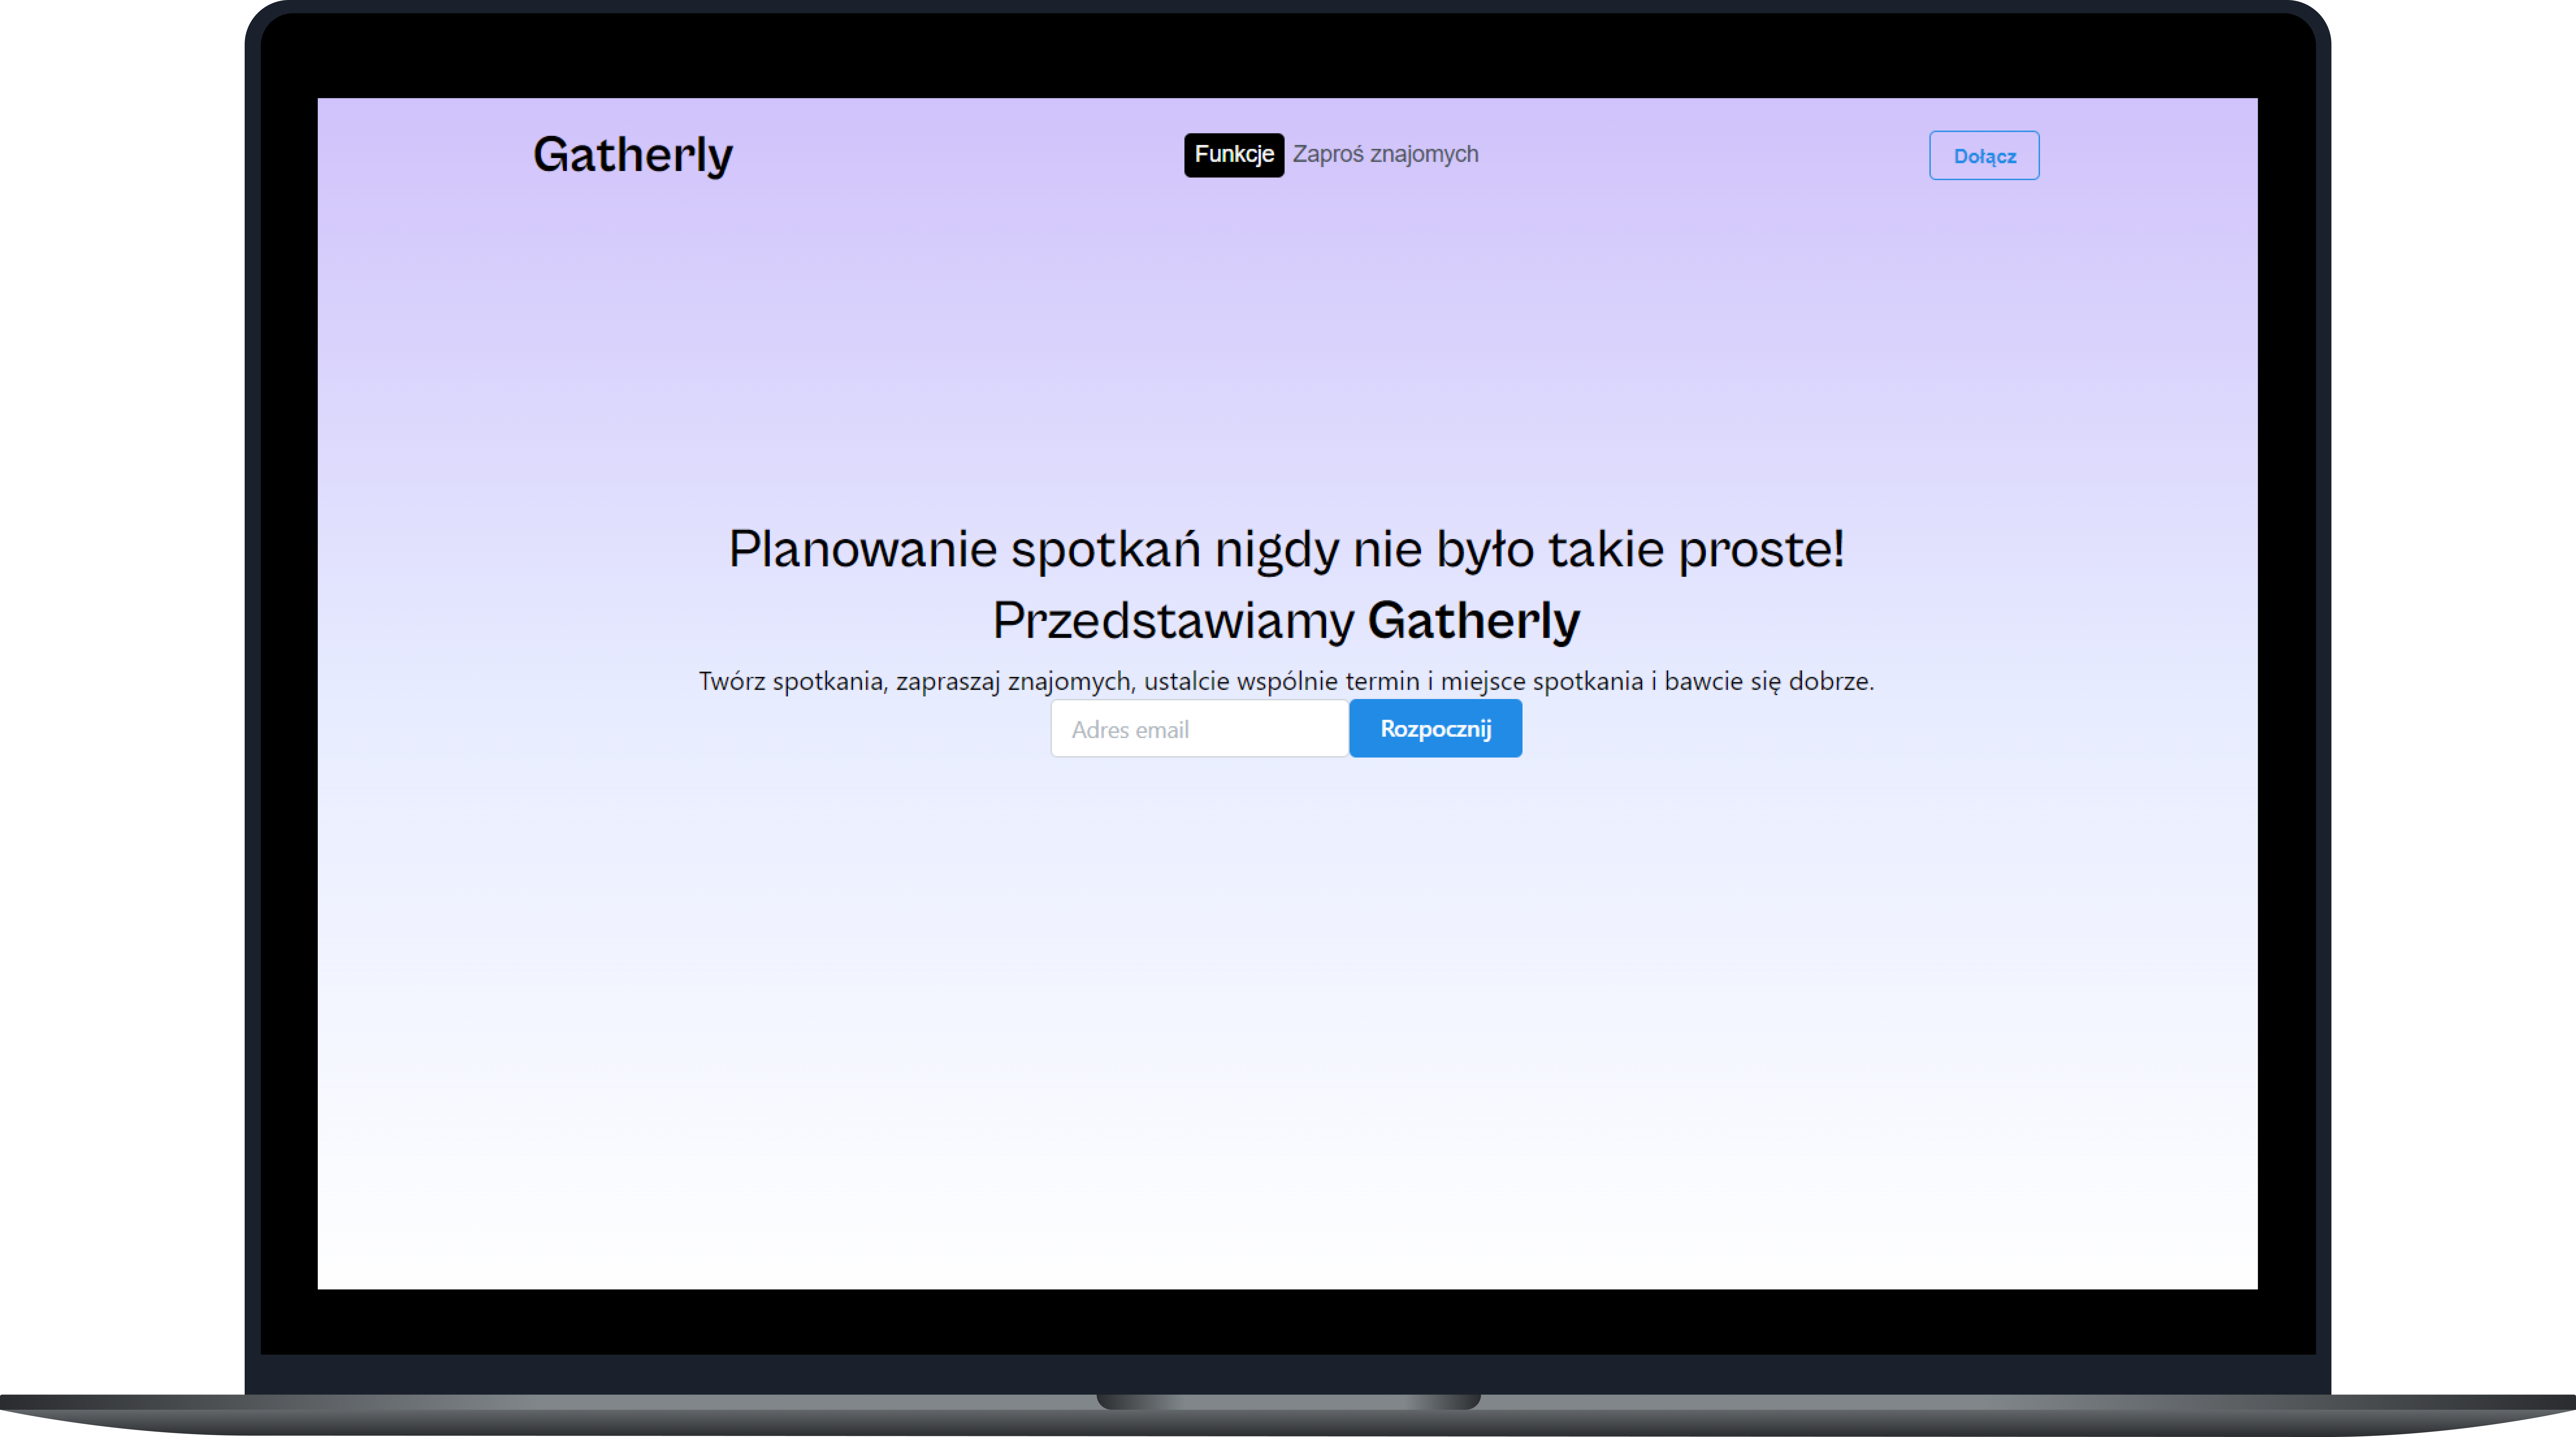 Gatherly
Funkcje Zaproś znajomych
Dołącz
Planowanie spotkań nigdy nie było takie proste!
Przedstawiamy Gatherly
Twórz spotkania, zapraszaj znajomych, ustalcie wspólnie termin i miejsce spotkania i bawcie się dobrze.
Adres email
Rozpocznij